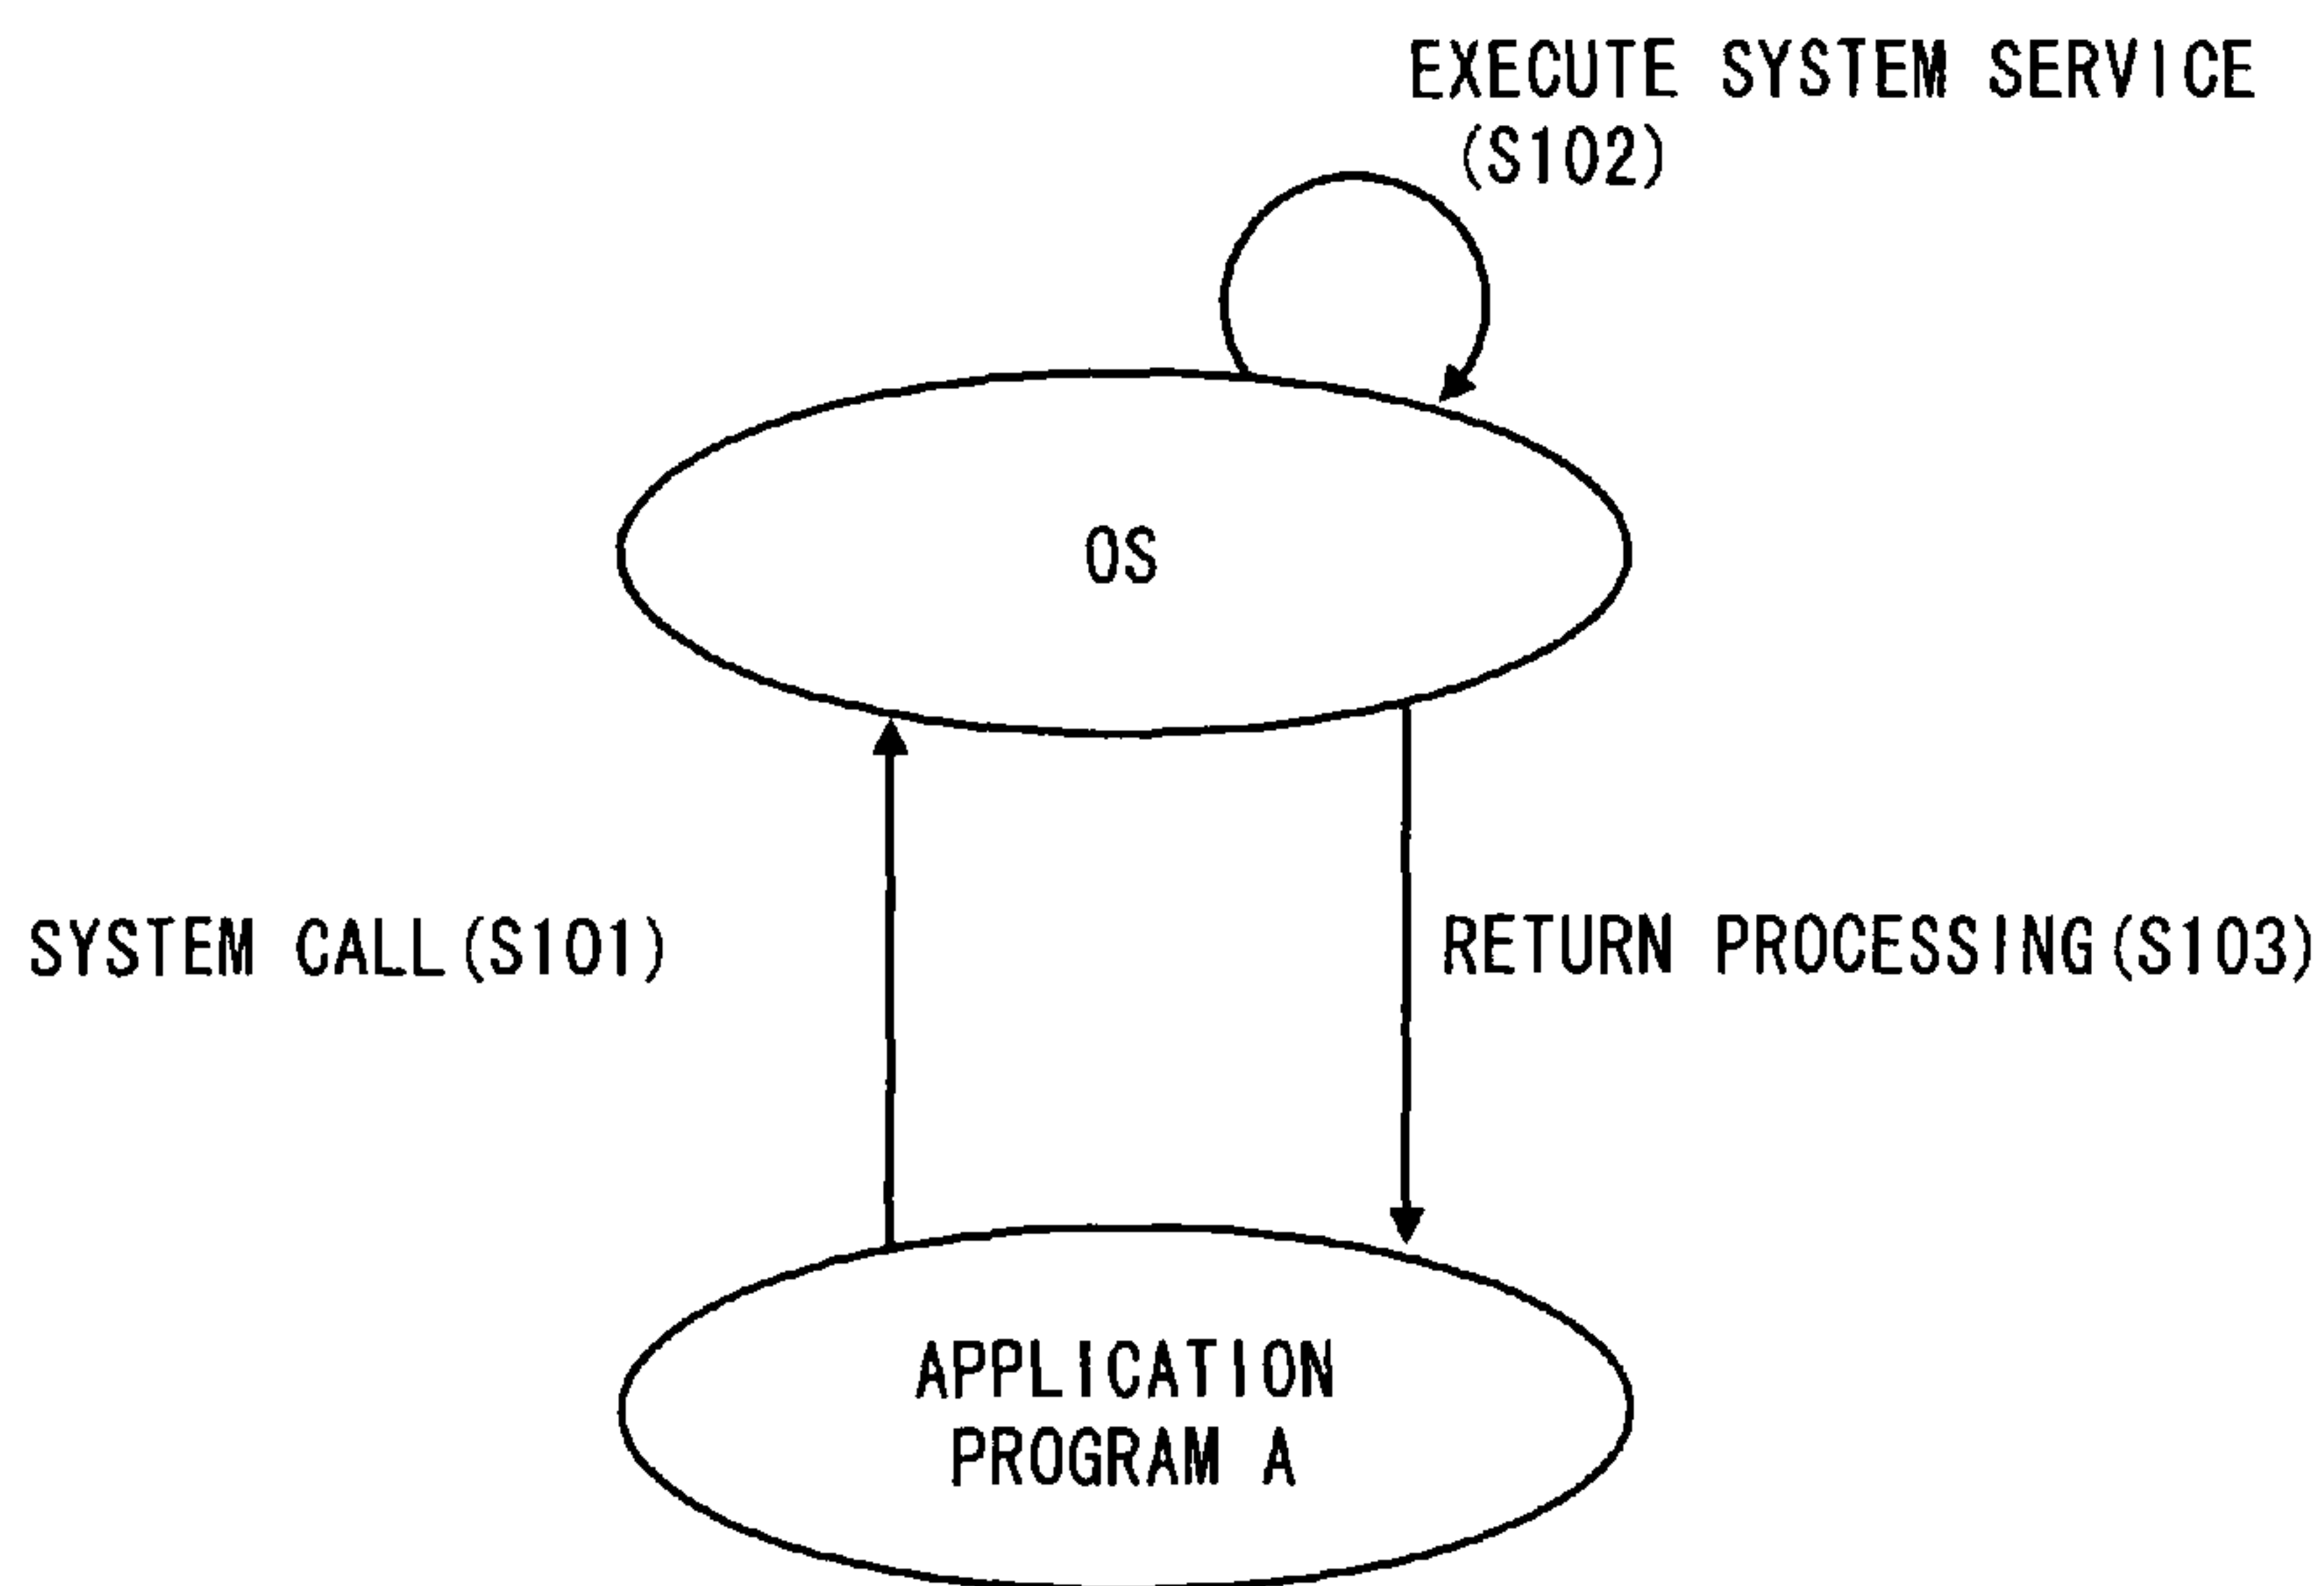 EXECUTE SYSTEM SERVICE
(S102)
OS
SYSTEM CALL(S101)
RETURN PROCESSING(S103)
APPLICATION
PROGRAM A